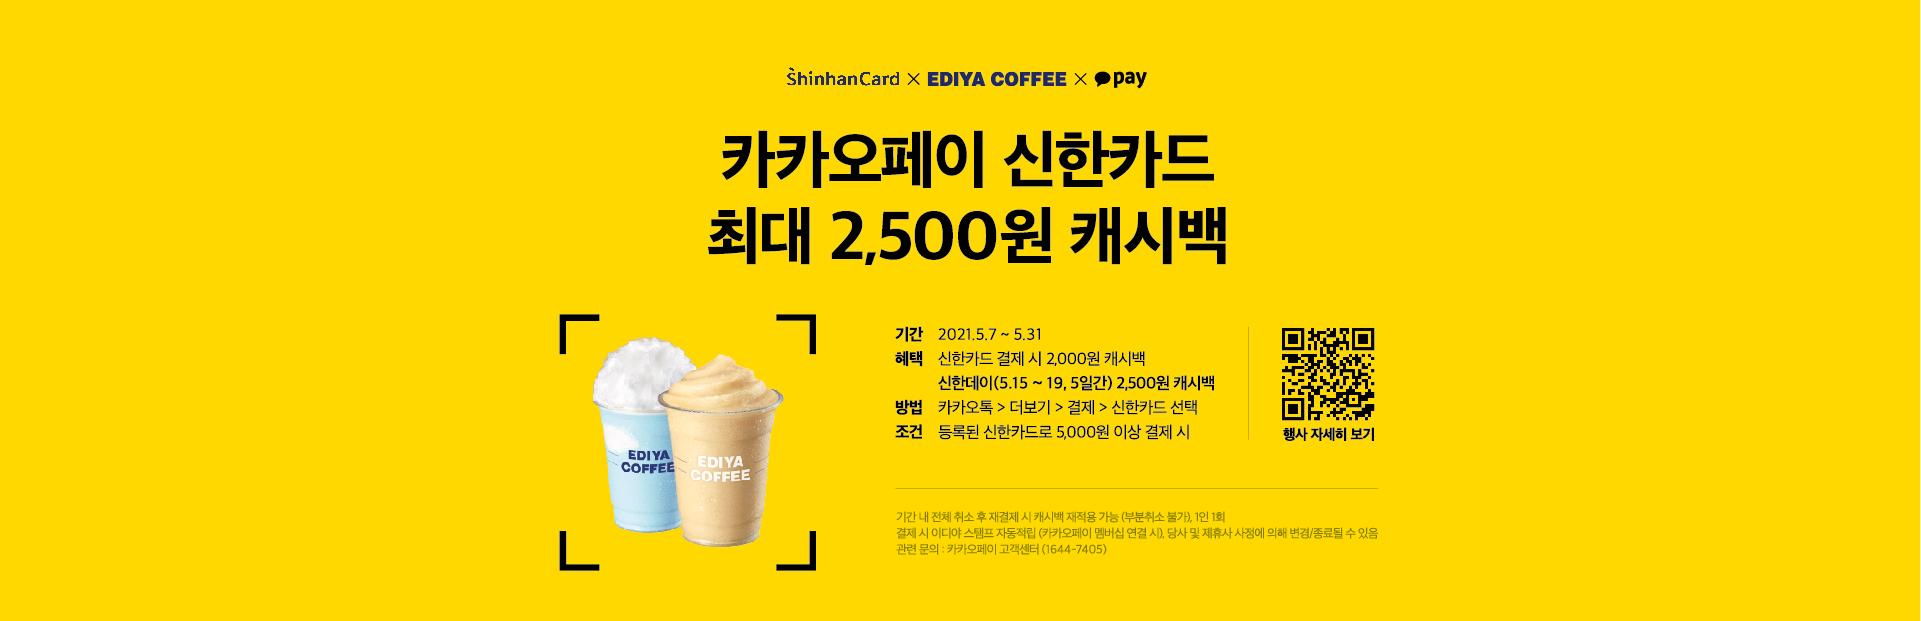 ShinhanCard × EDIYA COFFEE × pay
카카오페이 신한카드
최대 2,500원 캐시백
기간 2021.5.7 ~ 5.31
혜택 신한카드 결제 시 2,000원 캐시백
신한데이(5.15 ~ 19, 5일간) 2,500원 캐시백
방법 카카오톡 > 더보기 > 결제 > 신한카드 선택
조건 등록된 신한카드로 5,000원 이상 결제 시
행사 자세히 보기
EDIYA
COFFEE
EDIYA
COFFEE
기간 내 전체 취소 후 재결제 시 캐시백 재적용 가능 (부분취소 불가), 1인 1회
결제 시 이디야 스탬프 자동적립 (카카오페이 멤버십 연결 시), 당사 및 제휴사 사정에 의해 변경/종료될 수 있음
관련 문의 : 카카오페이 고객센터 (1644-7405)